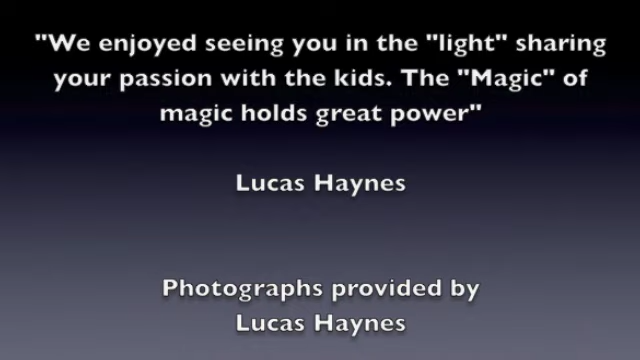 "We enjoyed seeing you in the "light" sharing
your passion with the kids. The "Magic" of
magic holds great power"
Lucas Haynes
Photographs provided by
Lucas Haynes